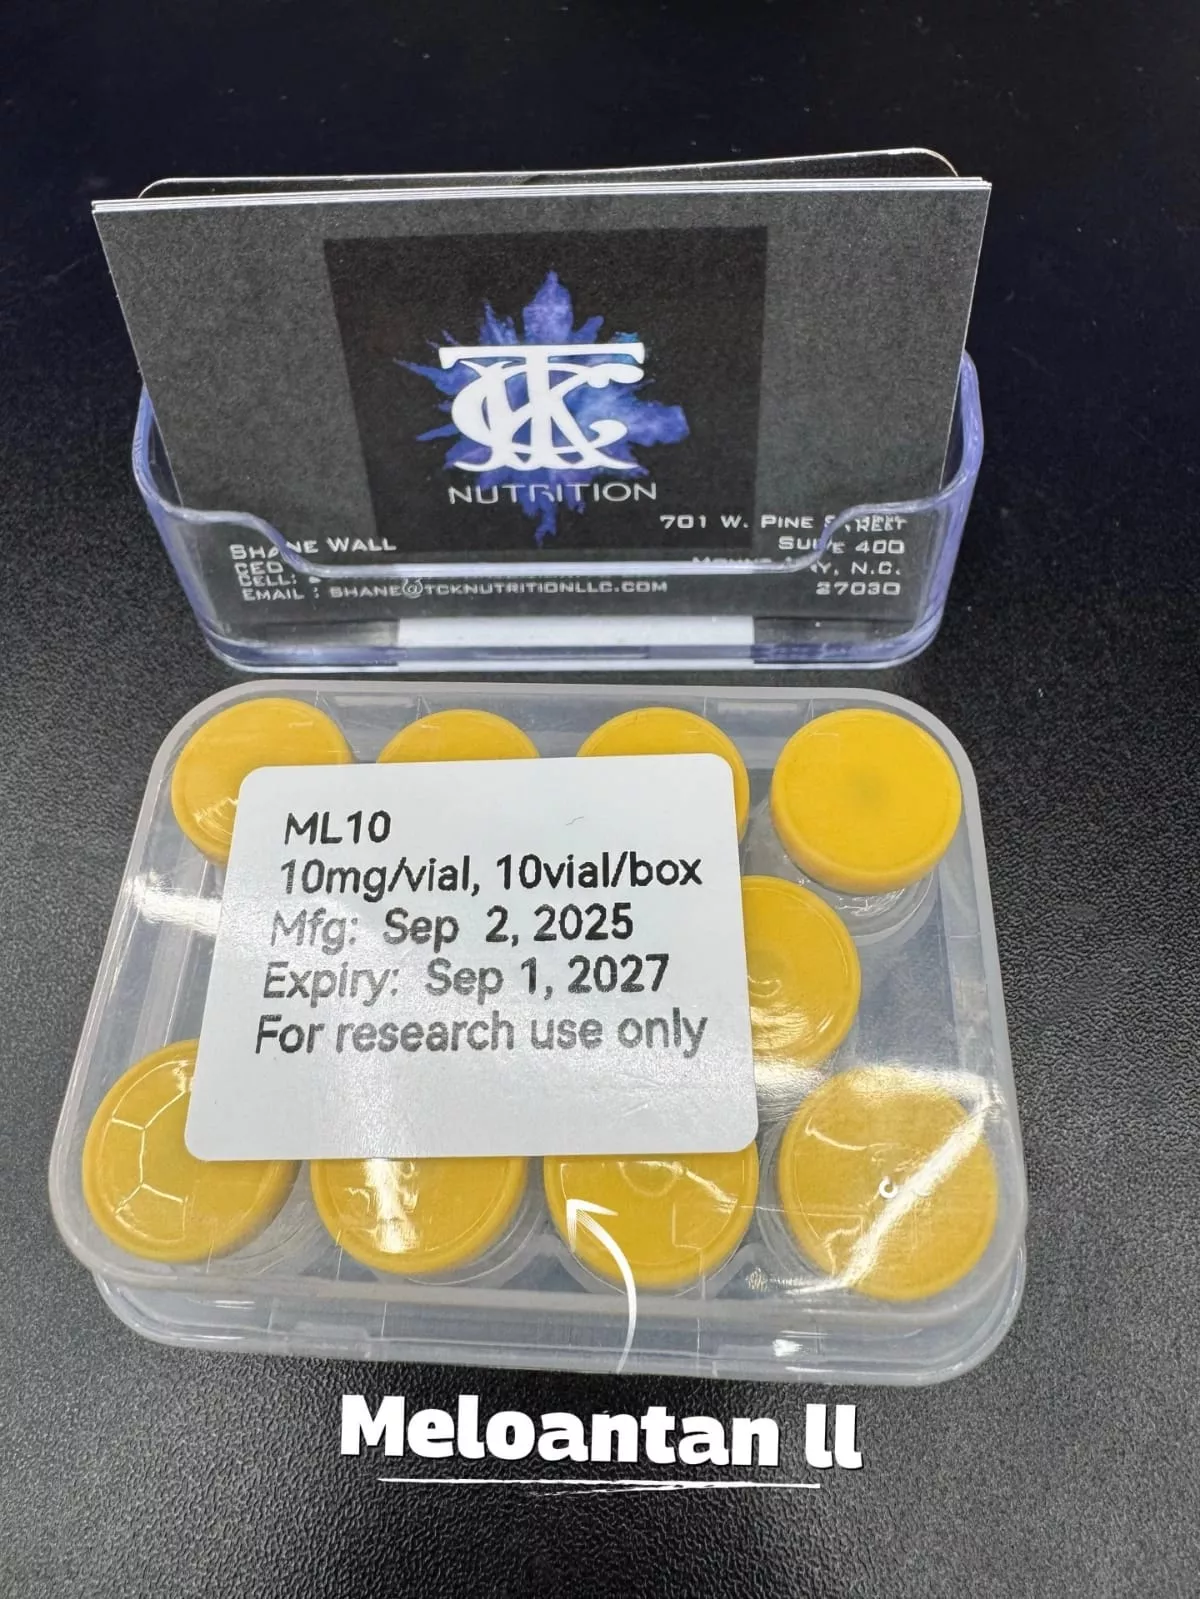 TCK
NUTRITION
SHANE WALL
CEO
CELL:
EMAIL : SHANE@TCKNUTRITIONLLC.COM
701 W. PINE STREET
SUITE 400
N.C.
27030
ML10
10mg/vial, 10vial/box
Mfg: Sep 2, 2025
Expiry: Sep 1, 2027
For research use only
Meloantan ll